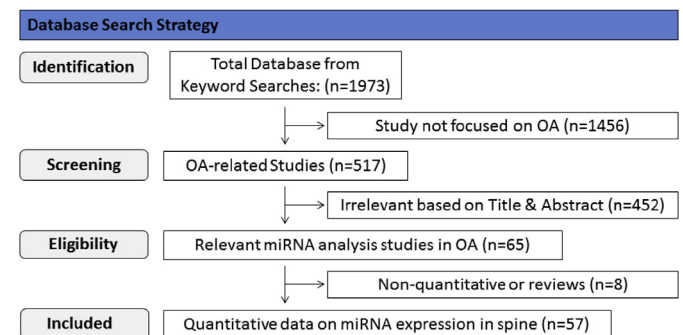 Database Search Strategy
Identification
Total Database from
Keyword Searches: (n=1973)
Study not focused on OA (n=1456)
Screening
OA-related Studies (n=517)
Irrelevant based on Title & Abstract (n=452)
Eligibility
Relevant miRNA analysis studies in OA (n=65)
Non-quantitative or reviews (n=8)
Included
Quantitative data on miRNA expression in spine (n=57)